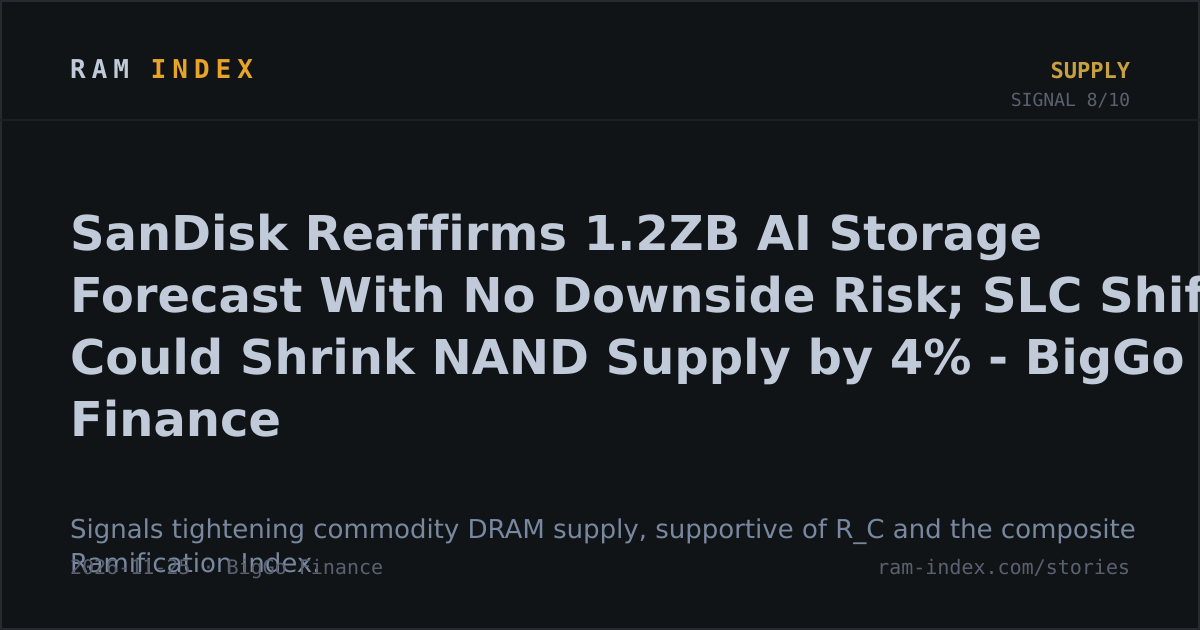 RAM INDEX
SUPPLY
SIGNAL 8/10
SanDisk Reaffirms 1.2ZB AI Storage
Forecast With No Downside Risk; SLC Shif
Could Shrink NAND Supply by 4% - BigGo
Finance
Signals tightening commodity DRAM supply, supportive of R_C and the composite
Ramification Index.
BigGo Finance
ram-index.com/stories